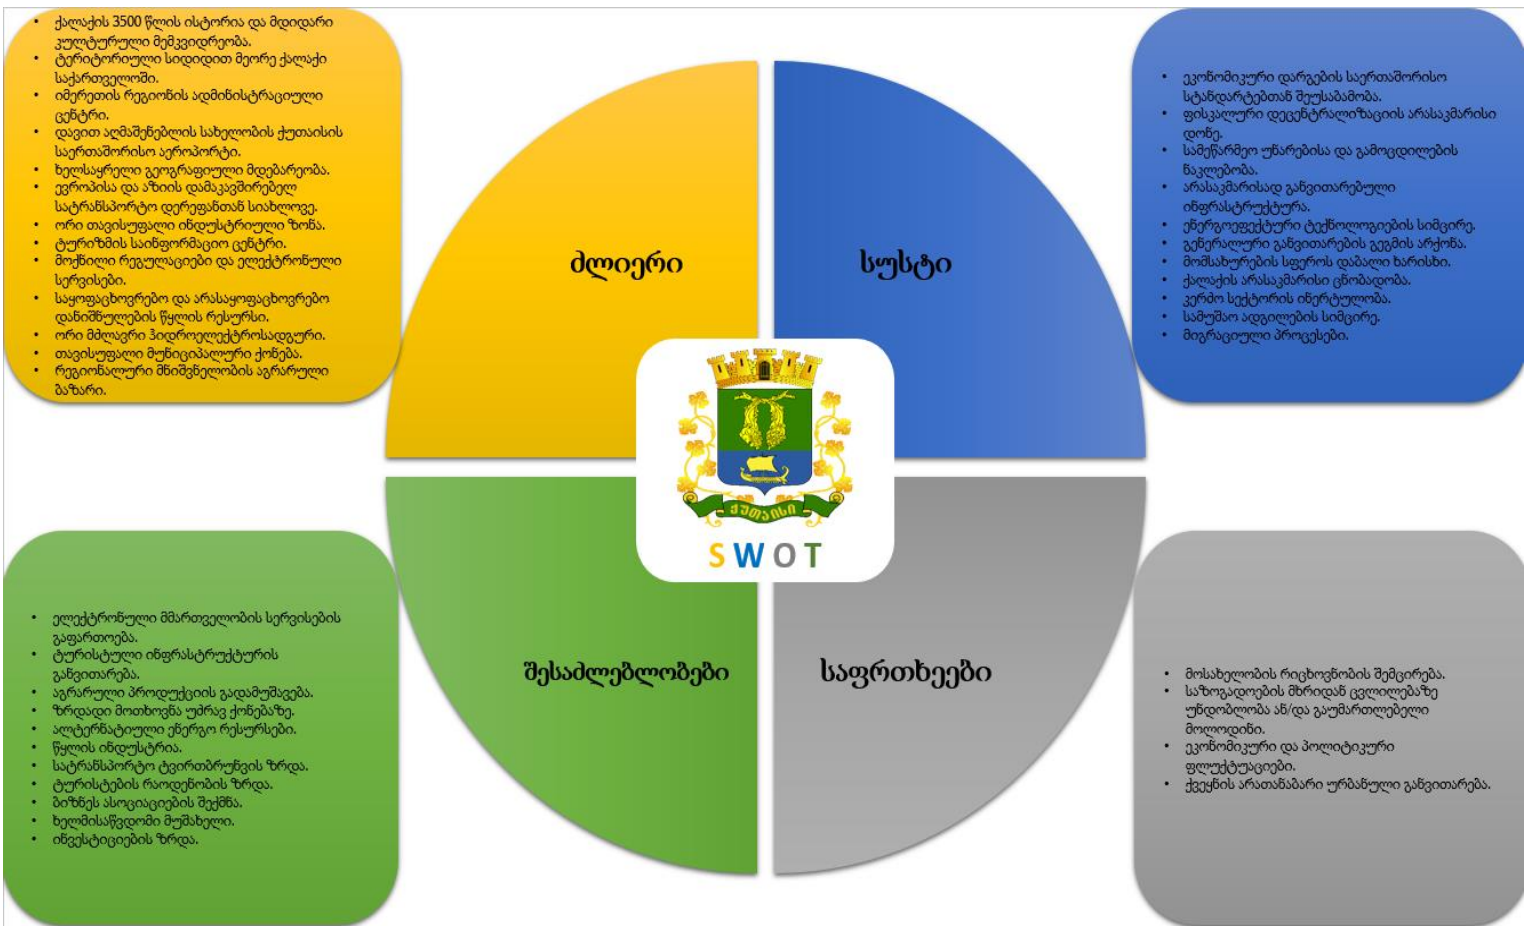 • ქალაქის 3500 წლის ისტორია და მდიდარი
კულტურული მემკვიდრეობა.
• ტერიტორიული სიდიდით მეორე ქალაქი
საქართველოში.
• იმერეთის რეგიონის ადმინისტრაციული
ცენტრი.
• დავით აღმაშენებლის სახელობის ქუთაისის
საერთაშორისო აეროპორტი.
• ხელსაყრელი გეოგრაფიული მდებარეობა.
• ევროპისა და აზიის დამაკავშირებელ
სატრანსპორტო დერეფანთან სიახლოვე.
• ორი თავისუფალი ინდუსტრიული ზონა.
• ტურიზმის საინფორმაციო ცენტრი.
• მოქნილი რეგულაციები და ელექტრონული
სერვისები.
• საყოფაცხოვრებო და არასაყოფაცხოვრებო
დანიშნულების წყლის რესურსი.
• ორი მძლავრი ჰიდროელექტროსადგური.
• თავისუფალი მუნიციპალური ქონება.
• რეგიონალური მნიშვნელობის აგრარული
ბაზარი.
ძლიერი
სუსტი
• ეკონომიკური დარგების საერთაშორისო
სტანდარტებთან შეუსაბამობა.
• ფისკალური დეცენტრალიზაციის არასაკმარისი
დონე.
• სამეწარმეო უნარებისა და გამოცდილების
ნაკლებობა.
• არასაკმარისად განვითარებული
ინფრასტრუქტურა.
• ენერგოეფექტური ტექნოლოგიების სიმცირე.
• გენერალური განვითარების გეგმის არქონა.
• მომსახურების სფეროს დაბალი ხარისხი.
• ქალაქის არასაკმარისი ცნობადობა.
• კერძო სექტორის ინერტულობა.
• სამუშაო ადგილების სიმცირე.
• მიგრაციული პროცესები.
ქუთაისი
SWOT
• ელექტრონული მმართველობის სერვისების
გაფართოება.
• ტურისტული ინფრასტრუქტურის
განვითარება.
• აგრარული პროდუქციის გადამუშავება.
• ზრდადი მოთხოვნა უძრავ ქონებაზე.
• ალტერნატიული ენერგო რესურსები.
• წყლის ინდუსტრია.
• სატრანსპორტო ტვირთბრუნვის ზრდა.
• ტურისტების რაოდენობის ზრდა.
• ბიზნეს ასოციაციების შექმნა.
• ხელმისაწვდომი მუშახელი.
• ინვესტიციების ზრდა.
შესაძლებლობები
საფრთხეები
• მოსახელობის რიცხოვნობის შემცირება.
• საზოგადოების მხრიდან ცვლილებაზე
უნდობლობა ან/და გაუმართლებელი
მოლოდინი.
• ეკონომიკური და პოლიტიკური
ფლუქტუაციები.
• ქვეყნის არათანაბარი ურბანული განვითარება.